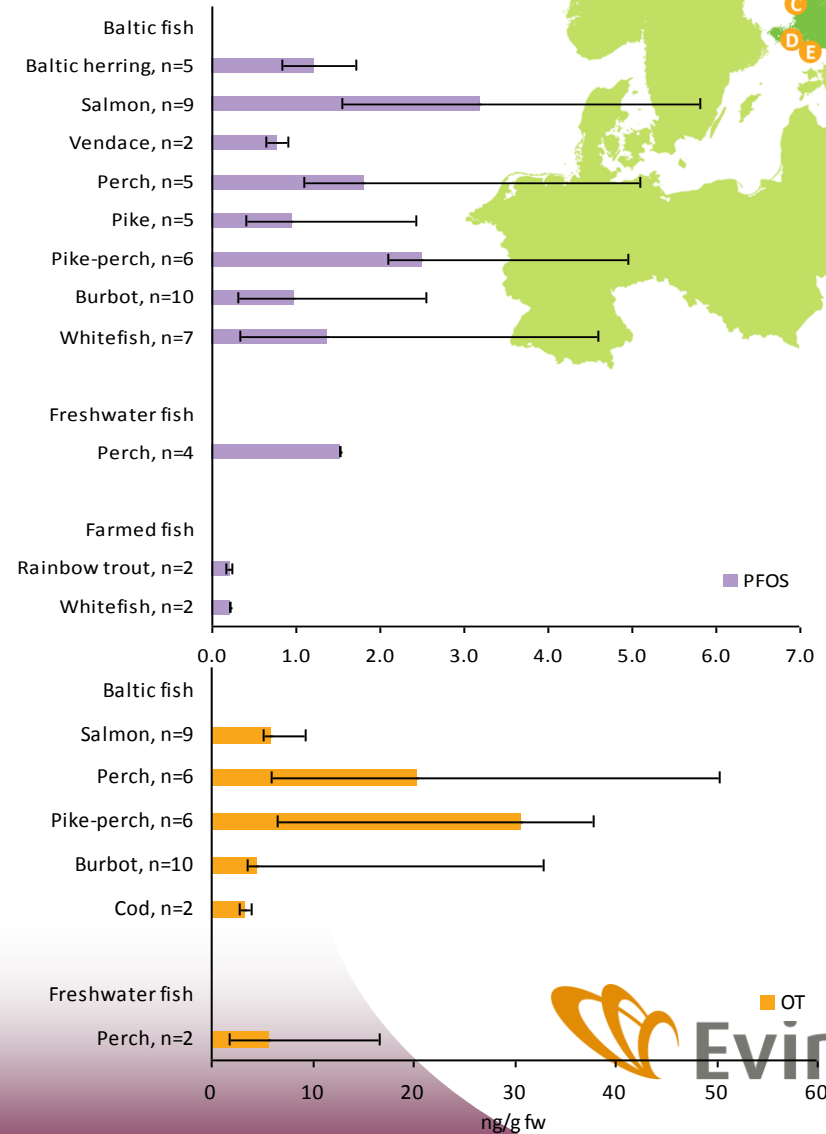 C
D
E
Baltic fish
Baltic herring, n=5
Salmon, n=9
Vendace, n=2
Perch, n=5
Pike, n=5
Pike-perch, n=6
Burbot, n=10
Whitefish, n=7
Freshwater fish
Perch, n=4
Farmed fish
Rainbow trout, n=2
Whitefish, n=2
PFOS
0.0 1.0 2.0 3.0 4.0 5.0 6.0 7.0
Baltic fish
Salmon, n=9
Perch, n=6
Pike-perch, n=6
Burbot, n=10
Cod, n=2
Freshwater fish
Perch, n=2
OT
Evir
0 10 20 30 40 50 60
ng/g fw